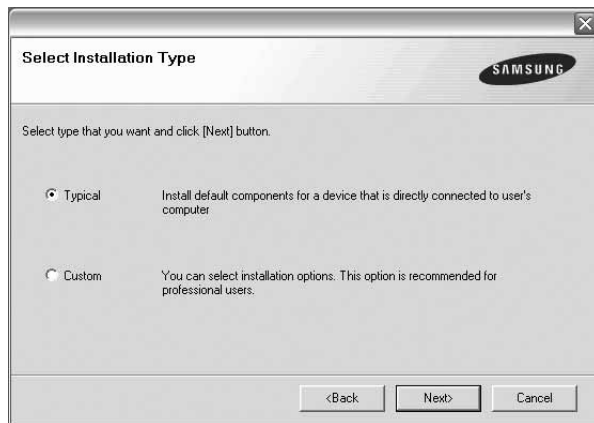 Select Installation Type
SAMSUNG
Select type that you want and click [Next] button.
Typical
Install default components for a device that is directly connected to user's
computer
Custom
You can select installation options. This option is recommended for
professional users.
<Back
Next>
Cancel